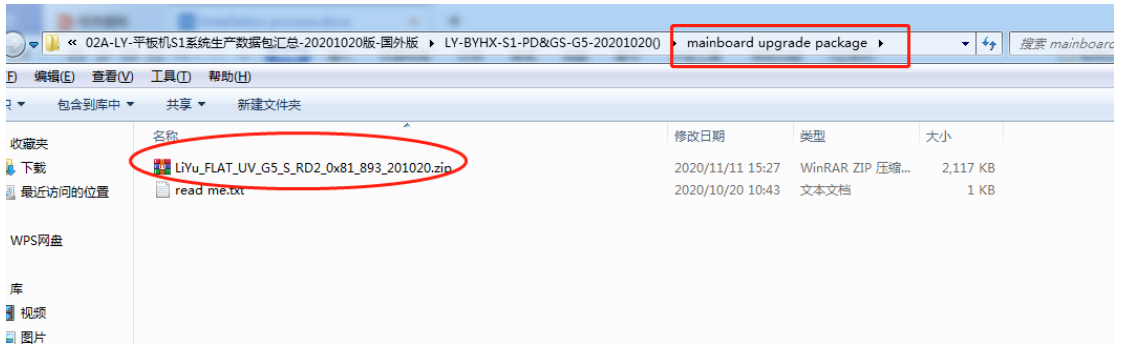 « 02A-LY-平板机S1系统生产数据包汇总-20201020版-国外版 ▸ LY-BYHX-S1-PD&GS-G5-20201020() ▸ mainboard upgrade package ▸ 搜索 mainboard
编辑(E) 查看(V) 工具(T) 帮助(H)
包含到库中 共享 新建文件夹
收藏夹 名称 修改日期 类型 大小
下载 LiYu_FLAT_UV_G5_S_RD2_0x81_893_201020.zip 2020/11/11 15:27 WinRAR ZIP 压缩... 2,117 KB
最近访问的位置 read me.txt 2020/10/20 10:43 文本文档 1 KB
WPS网盘
库
视频
图片